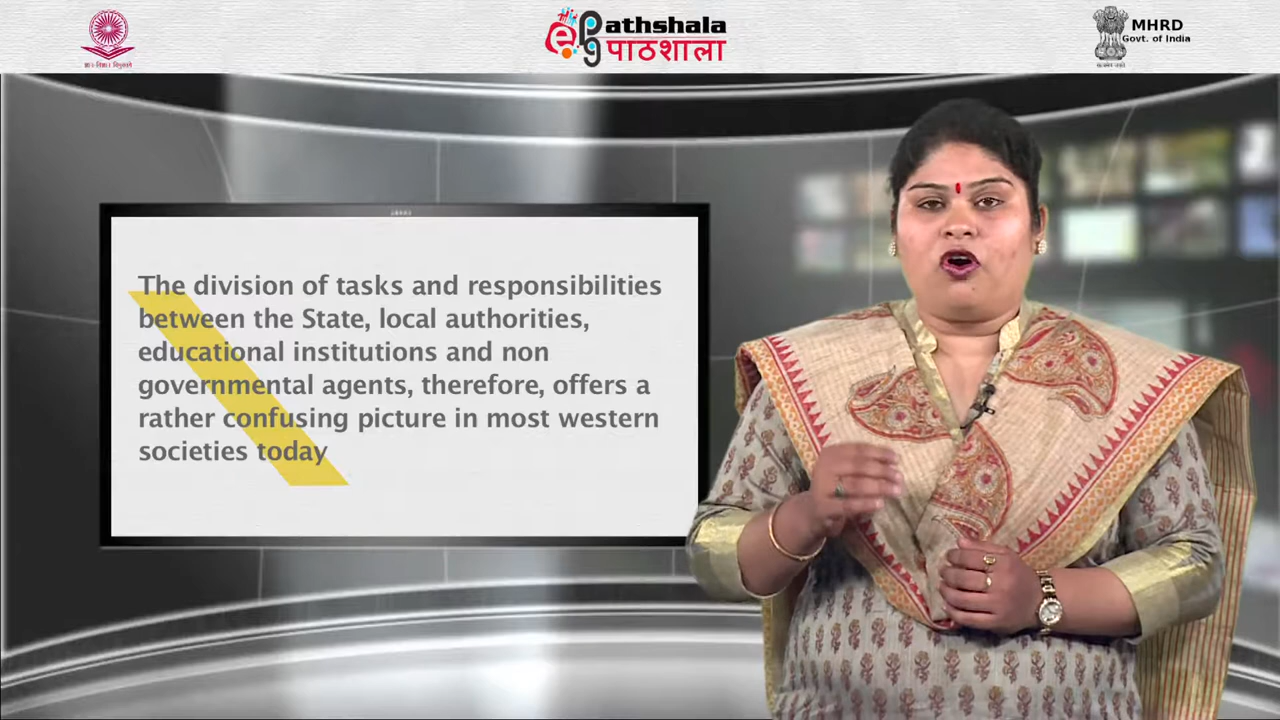 ePGathshala
पाठशाला
MHRD
Govt. of India
The division of tasks and responsibilities
between the State, local authorities,
educational institutions and non
governmental agents, therefore, offers a
rather confusing picture in most western
societies today